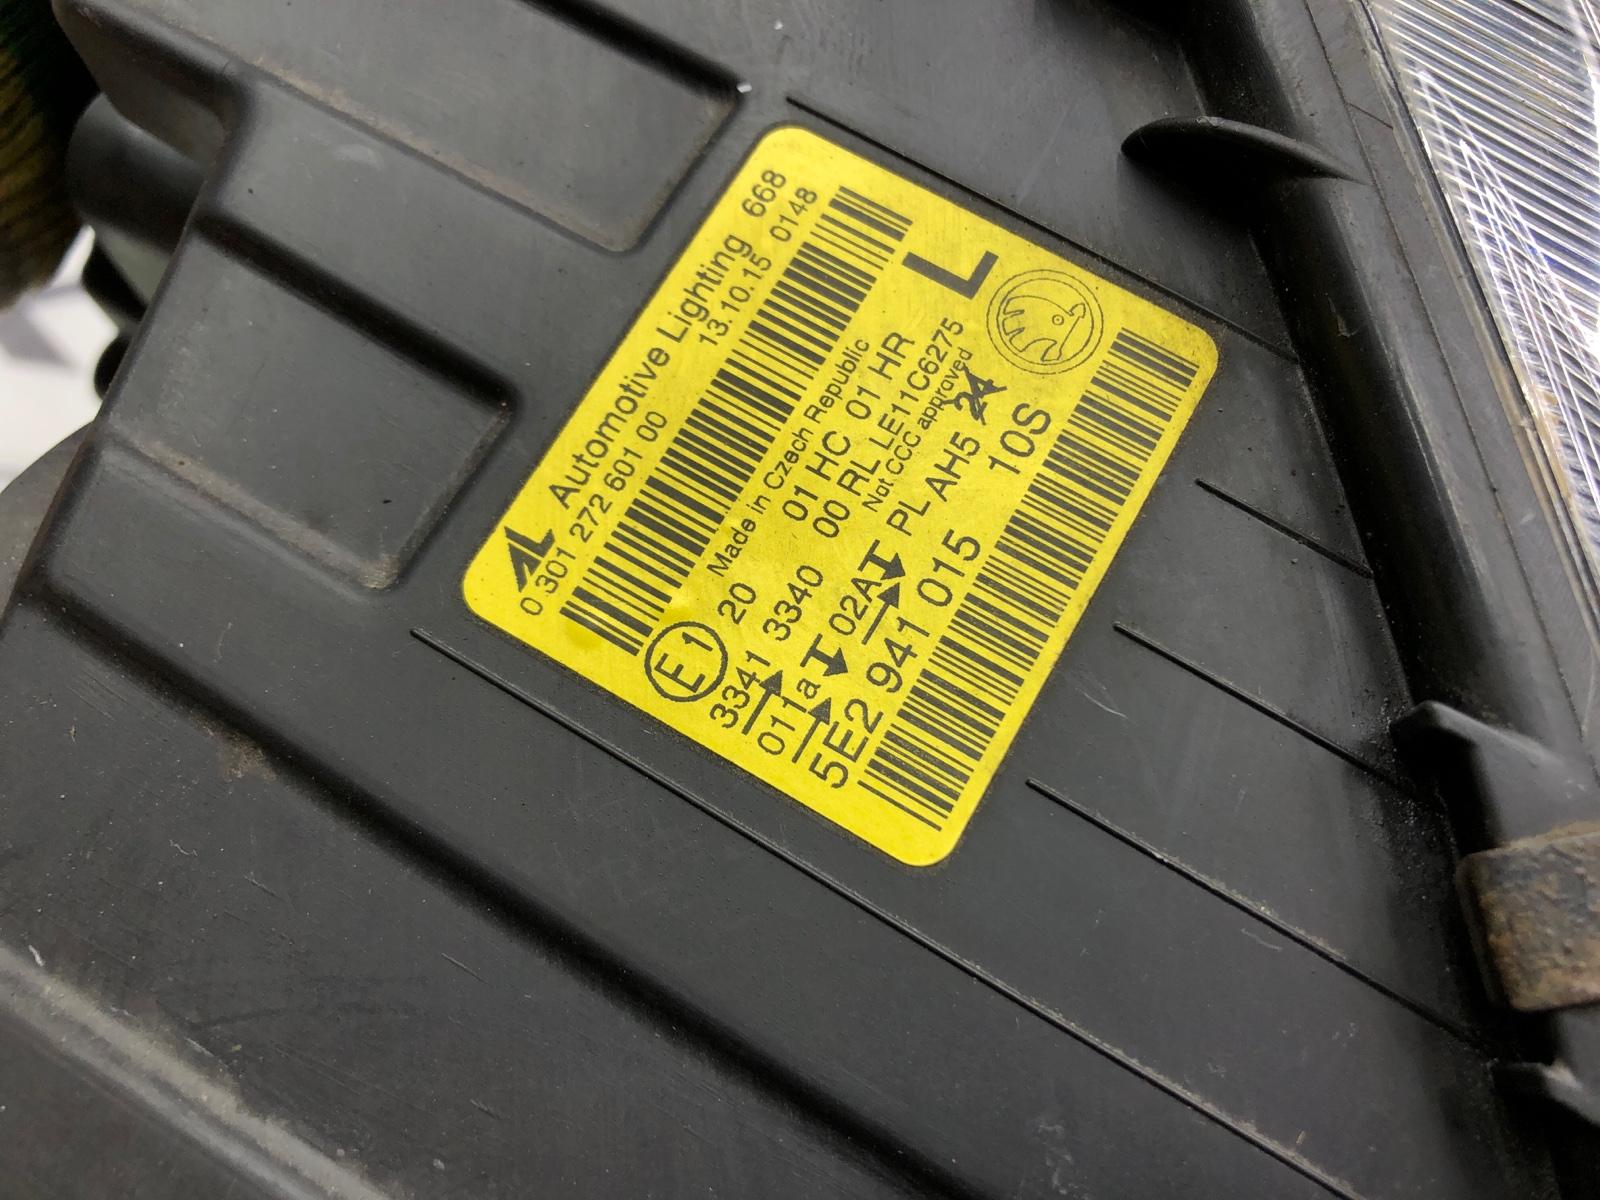 AL Automotive Lighting 668
0 301 272 601 00 13.10.15 0148
Made in Czech Republic
L
E1 20 01 HC 01 HR
3341 3340 00 RL LE11C6275
Not CCC approved
011a 02A PL AH5 24
5E2 941 015 10S